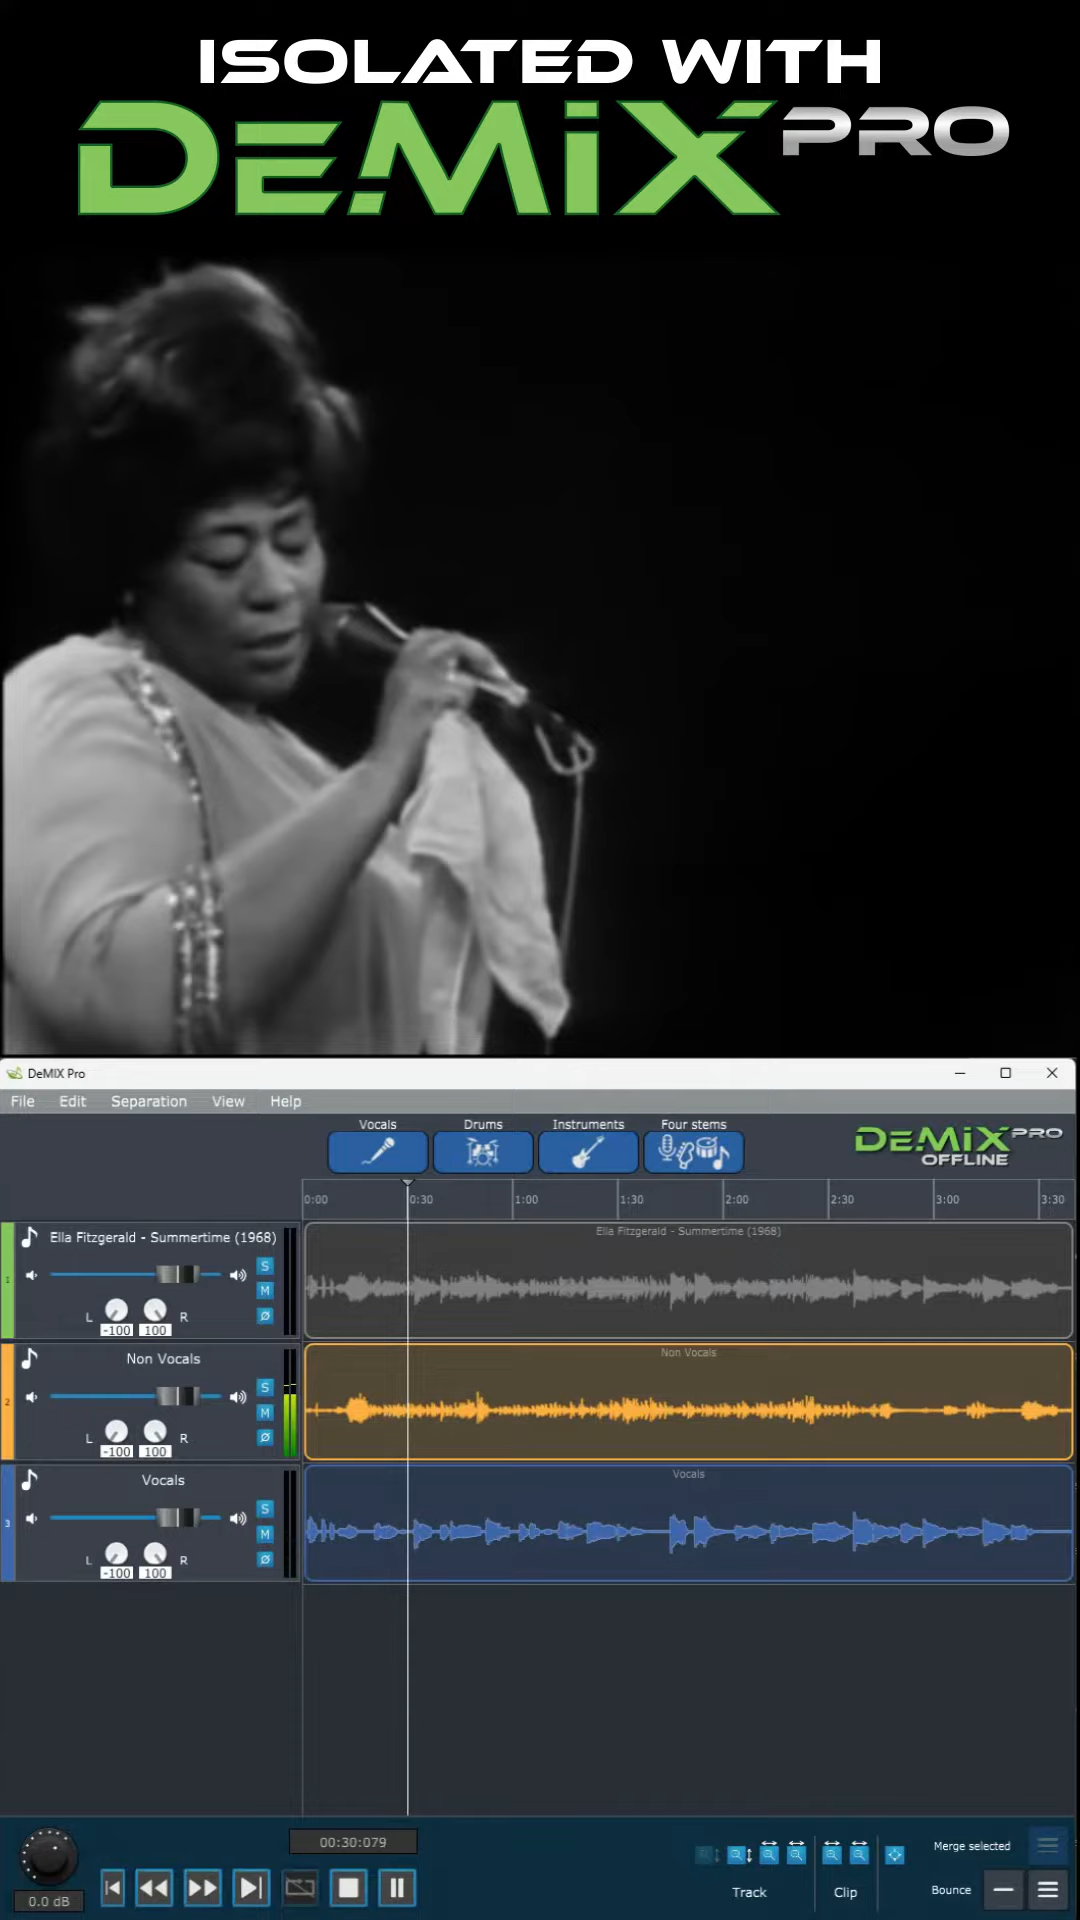 ISOLATED WITH
DEMiX PRO
DeMIX Pro
File Edit Separation View Help
Vocals Drums Instruments Four stems
DEMiX PRO
OFFLINE
0:00 0:30 1:00 1:30 2:00 2:30 3:00 3:30
1
Ella Fitzgerald - Summertime (1968)
S
M
Ø
L R
-100 100
Ella Fitzgerald - Summertime (1968)
2
Non Vocals
S
M
Ø
L R
-100 100
Non Vocals
3
Vocals
S
M
Ø
L R
-100 100
Vocals
00:30:079
0.0 dB
Track
Clip
Merge selected
Bounce